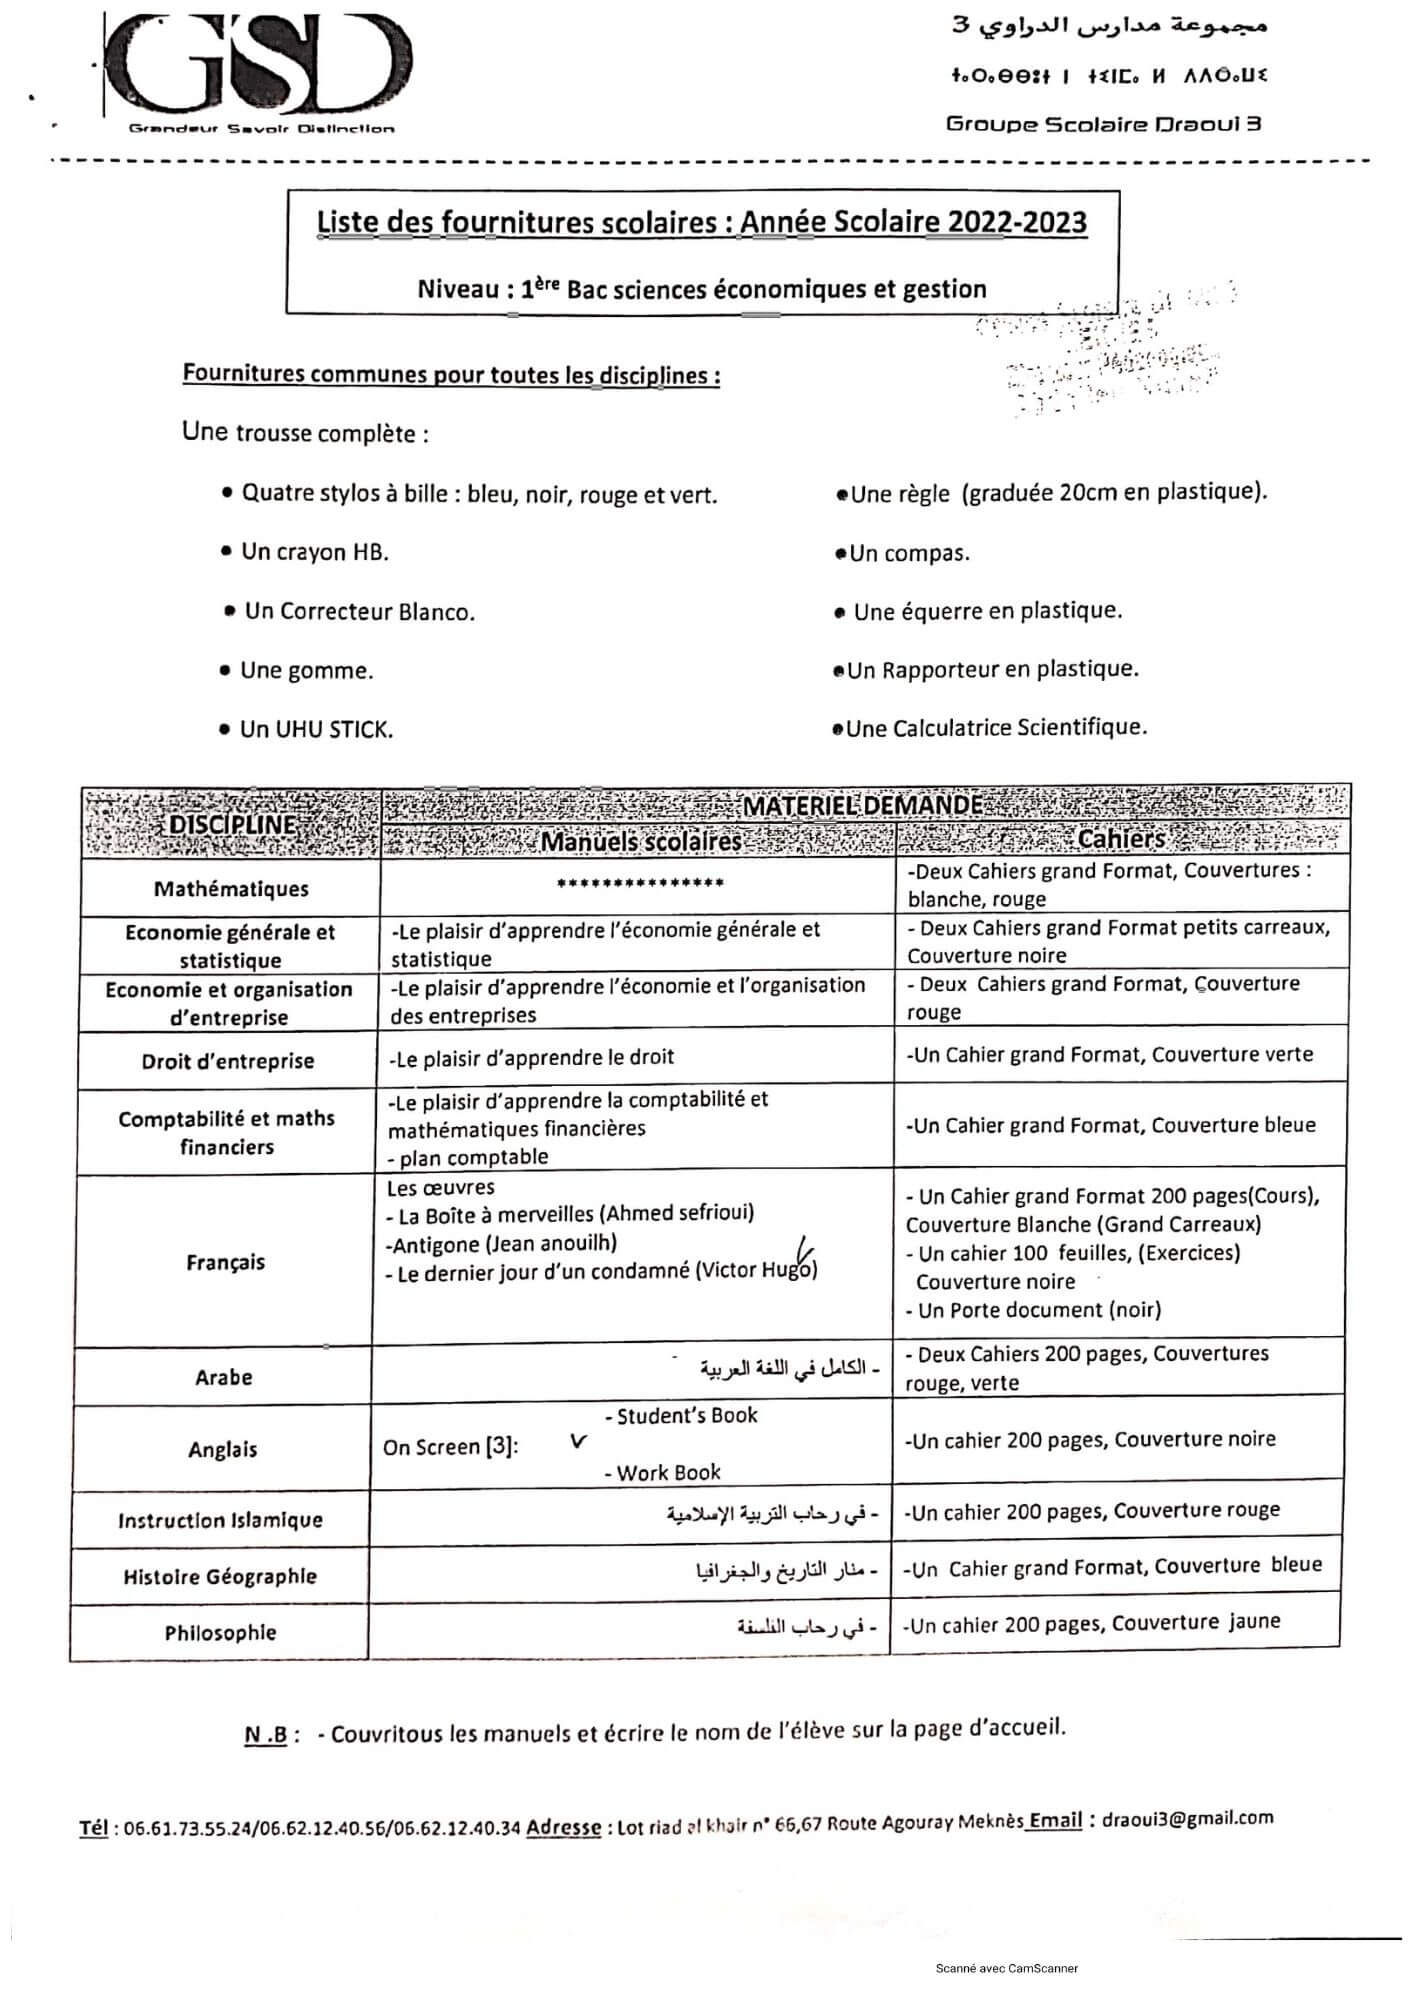 GSD
Grandeur Savoir Distinction
مجموعة مدارس الدراوي 3
ⵜⴰⵔⴰⴱⴱⵓⵜ ⵏ ⵜⵉⵏⵎⴰ ⵍ ⴷⴷⵕⴰⵡⵉ
Groupe Scolaire Draoui 3
Liste des fournitures scolaires : Année Scolaire 2022-2023
Niveau : 1ère Bac sciences économiques et gestion
Fournitures communes pour toutes les disciplines :
Une trousse complète :
• Quatre stylos à bille : bleu, noir, rouge et vert.
• Un crayon HB.
• Un Correcteur Blanco.
• Une gomme.
• Un UHU STICK.
•Une règle (graduée 20cm en plastique).
•Un compas.
• Une équerre en plastique.
•Un Rapporteur en plastique.
•Une Calculatrice Scientifique.
DISCIPLINE
MATERIEL DEMANDE
Manuels scolaires
Cahiers
Mathématiques
***************
-Deux Cahiers grand Format, Couvertures :
blanche, rouge
Economie générale et
statistique
-Le plaisir d’apprendre l’économie générale et
statistique
- Deux Cahiers grand Format petits carreaux,
Couverture noire
Economie et organisation
d’entreprise
-Le plaisir d’apprendre l’économie et l’organisation
des entreprises
- Deux Cahiers grand Format, Couverture
rouge
Droit d’entreprise
-Le plaisir d’apprendre le droit
-Un Cahier grand Format, Couverture verte
Comptabilité et maths
financiers
-Le plaisir d’apprendre la comptabilité et
mathématiques financières
- plan comptable
-Un Cahier grand Format, Couverture bleue
Français
Les œuvres
- La Boîte à merveilles (Ahmed sefrioui)
-Antigone (Jean anouilh)
- Le dernier jour d’un condamné (Victor Hugo)
- Un Cahier grand Format 200 pages(Cours),
Couverture Blanche (Grand Carreaux)
- Un cahier 100 feuilles, (Exercices)
Couverture noire
- Un Porte document (noir)
Arabe
- الكامل في اللغة العربية
- Deux Cahiers 200 pages, Couvertures
rouge, verte
Anglais
On Screen [3]:
- Student’s Book
- Work Book
-Un cahier 200 pages, Couverture noire
Instruction Islamique
- في رحاب التربية الإسلامية
-Un cahier 200 pages, Couverture rouge
Histoire Géographie
- منار التاريخ والجغرافيا
-Un Cahier grand Format, Couverture bleue
Philosophie
- في رحاب الفلسفة
-Un cahier 200 pages, Couverture jaune
N.B : - Couvritous les manuels et écrire le nom de l’élève sur la page d’accueil.
Tél : 06.61.73.55.24/06.62.12.40.56/06.62.12.40.34 Adresse : Lot riad el khair n° 66,67 Route Agouray Meknès Email : draoui3@gmail.com
Scanné avec CamScanner